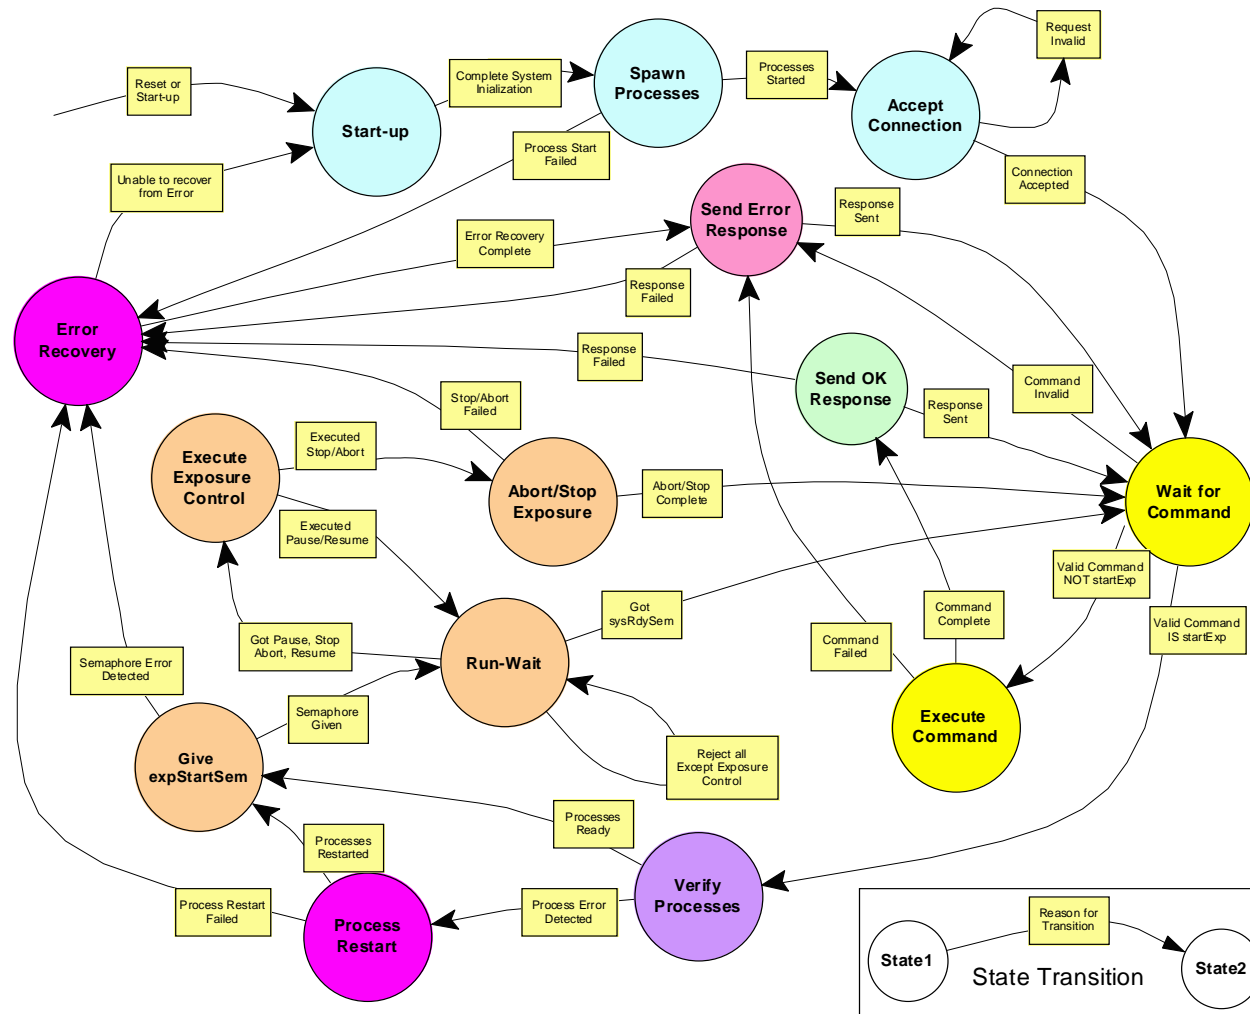 Request
Invalid
Spawn
Processes
Processes
Started
Complete System
Inialization
Reset or
Start-up
Accept
Connection
Start-up
Process Start
Failed
Unable to recover
from Error
Connection
Accepted
Send Error
Response
Response
Sent
Error Recovery
Complete
Response
Failed
Error
Recovery
Response
Failed
Send OK
Response
Command
Invalid
Stop/Abort
Failed
Response
Sent
Executed
Stop/Abort
Execute
Exposure
Control
Abort/Stop
Exposure
Abort/Stop
Complete
Wait for
Command
Executed
Pause/Resume
Valid Command
NOT startExp
Got
sysRdySem
Command
Complete
Valid Command
IS startExp
Got Pause, Stop
Abort, Resume
Command
Failed
Run-Wait
Semaphore Error
Detected
Semaphore
Given
Execute
Command
Reject all
Except Exposure
Control
Give
expStartSem
Processes
Ready
Processes
Restarted
Verify
Processes
Process Restart
Failed
Process Error
Detected
Process
Restart
Reason for
Transition
State1
State2
State Transition